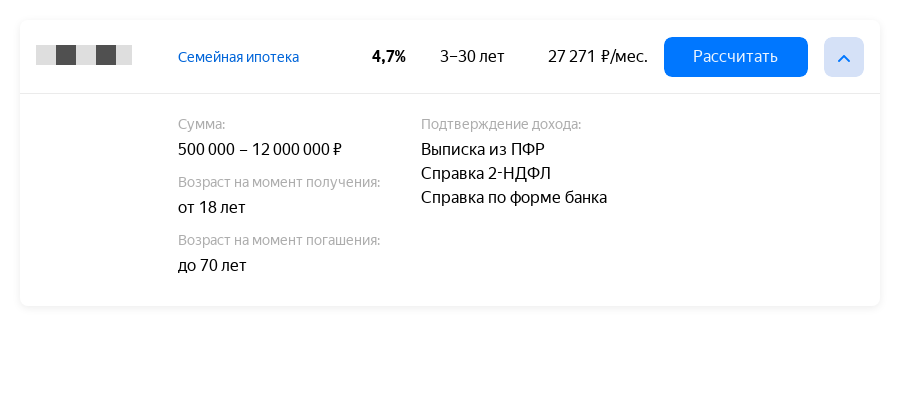 Семейная ипотека 4,7% 3–30 лет 27 271 ₽/мес. Рассчитать
Сумма:
500 000 – 12 000 000 ₽
Возраст на момент получения:
от 18 лет
Возраст на момент погашения:
до 70 лет
Подтверждение дохода:
Выписка из ПФР
Справка 2-НДФЛ
Справка по форме банка